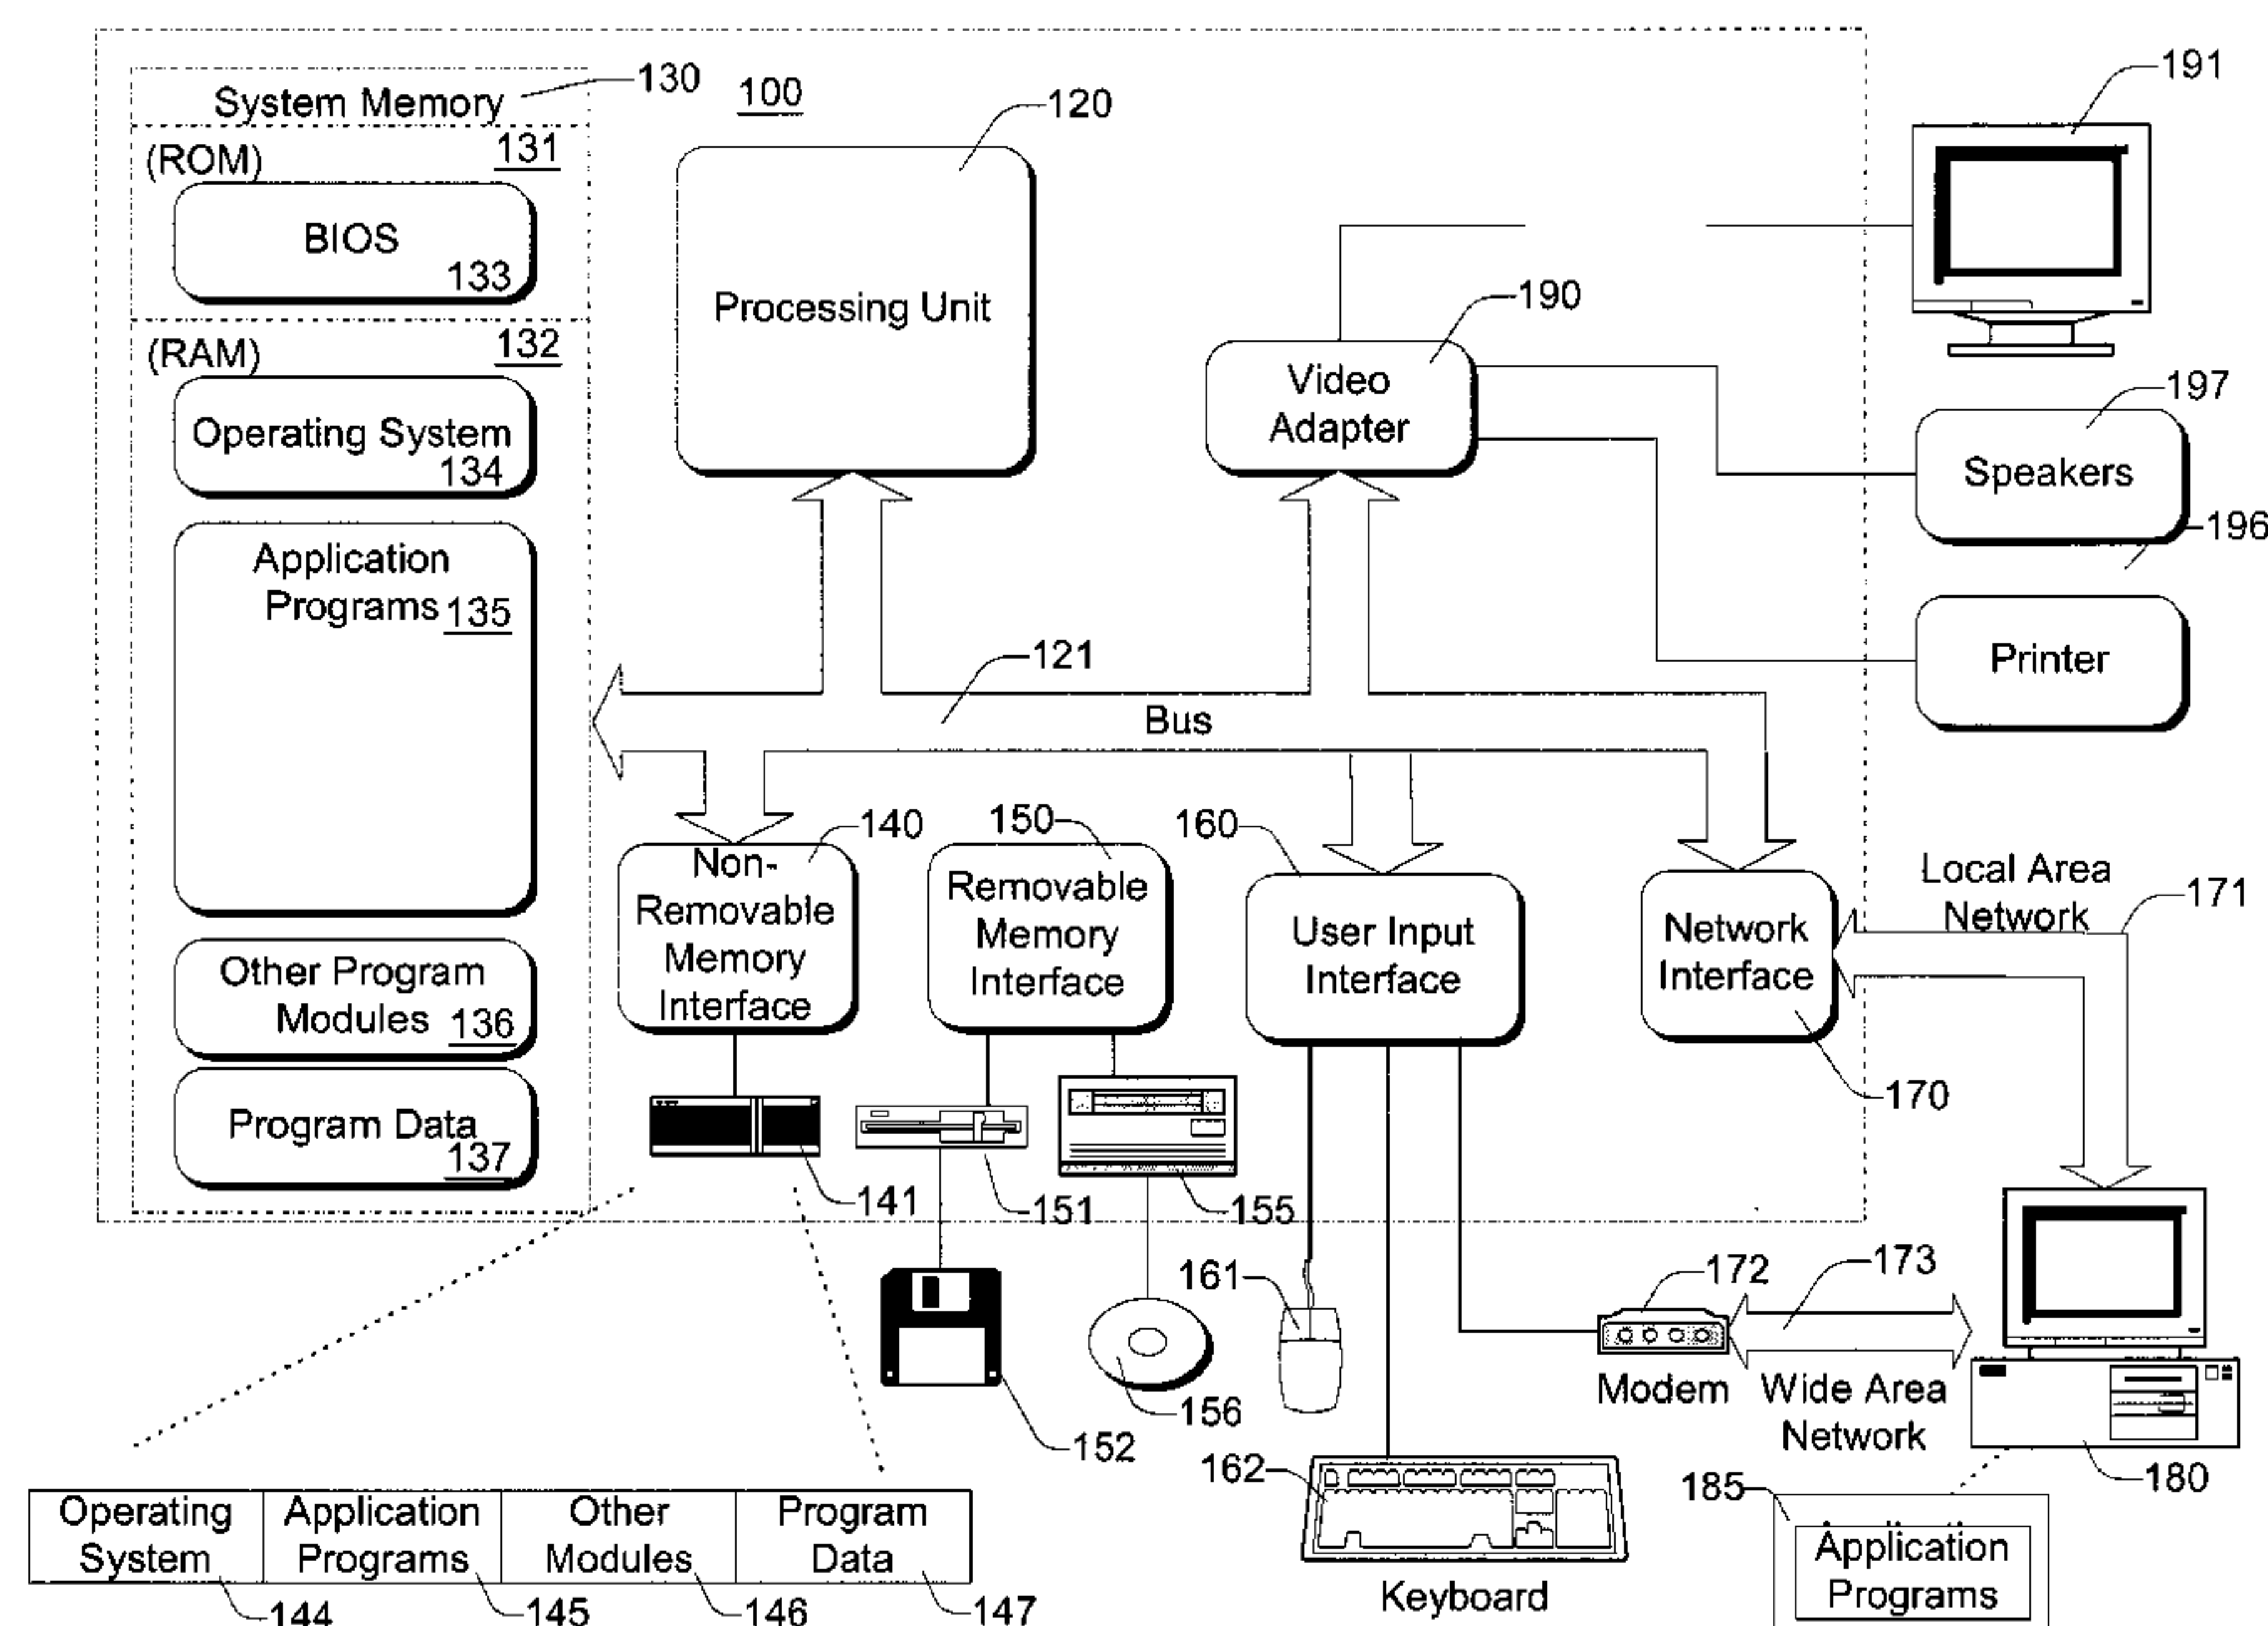 System Memory
130
100
120
191
(ROM)
131
BIOS
133
Processing Unit
190
Video
Adapter
(RAM)
132
Operating System
134
197
Speakers
196
Printer
Application
Programs 135
121
Bus
Other Program
Modules 136
Program Data
137
140
Non-
Removable
Memory
Interface
150
Removable
Memory
Interface
160
User Input
Interface
Network
Interface
170
Local Area
Network
171
141
151
155
161
172
173
Modem
Wide Area
Network
152
156
162
Keyboard
180
185
Application
Programs
Operating
System
Application
Programs
Other
Modules
Program
Data
144
145
146
147